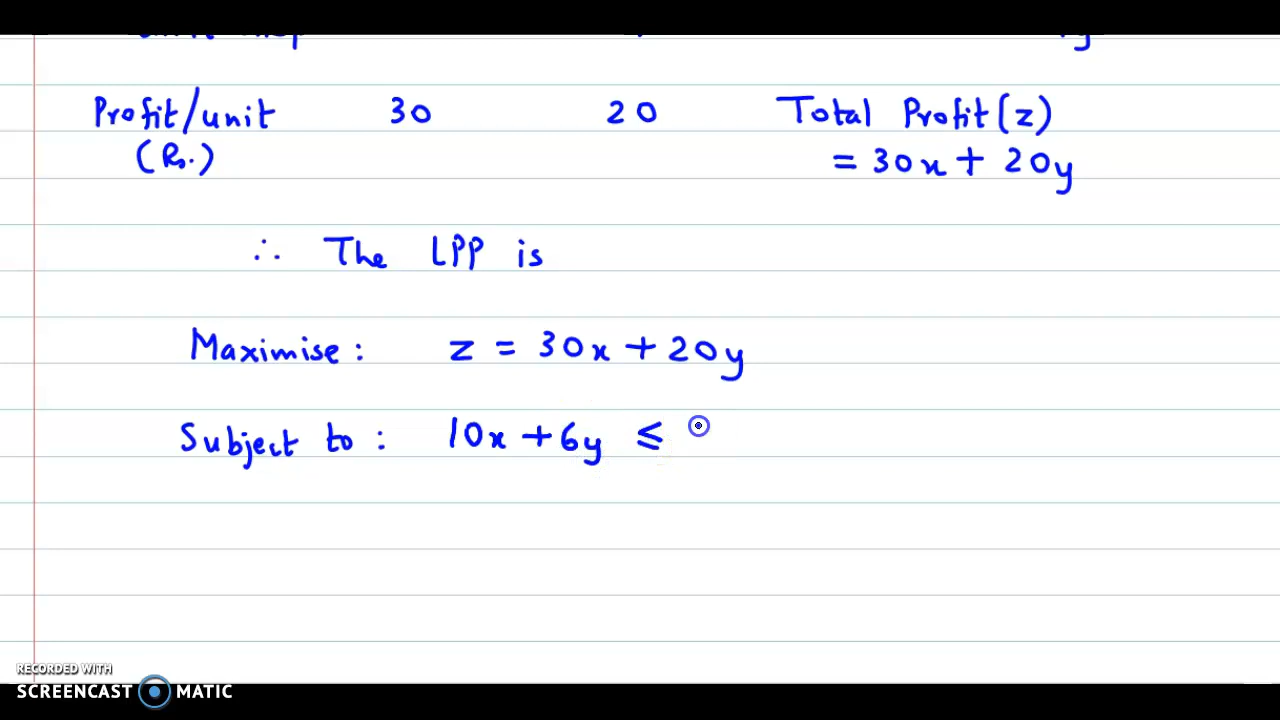 Profit/unit 30 20 Total Profit(z)
(Rs.) = 30x + 20y
∴ The LPP is
Maximise: z = 30x + 20y
Subject to: 10x + 6y ≤
RECORDED WITH
SCREENCAST MATIC